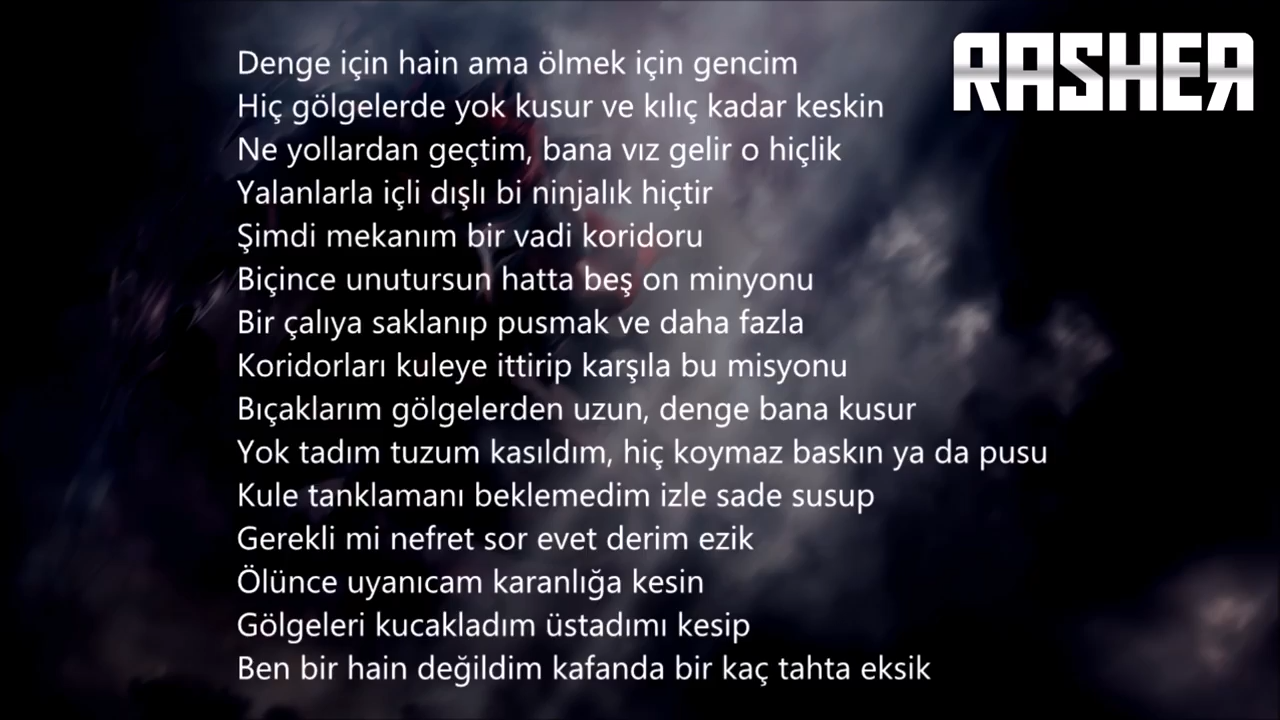 RASHER
Denge için hain ama ölmek için gencim
Hiç gölgelerde yok kusur ve kılıç kadar keskin
Ne yollardan geçtim, bana vız gelir o hiçlik
Yalanlarla içli dışlı bi ninjalık hiçtir
Şimdi mekanım bir vadi koridoru
Biçince unutursun hatta beş on minyonu
Bir çalıya saklanıp pusmak ve daha fazla
Koridorları kuleye ittirip karşıla bu misyonu
Bıçaklarım gölgelerden uzun, denge bana kusur
Yok tadım tuzum kasıldım, hiç koymaz baskın ya da pusu
Kule tanklamanı beklemedim izle sade susup
Gerekli mi nefret sor evet derim ezik
Ölünce uyanıcam karanlığa kesin
Gölgeleri kucakladım üstadımı kesip
Ben bir hain değildim kafanda bir kaç tahta eksik